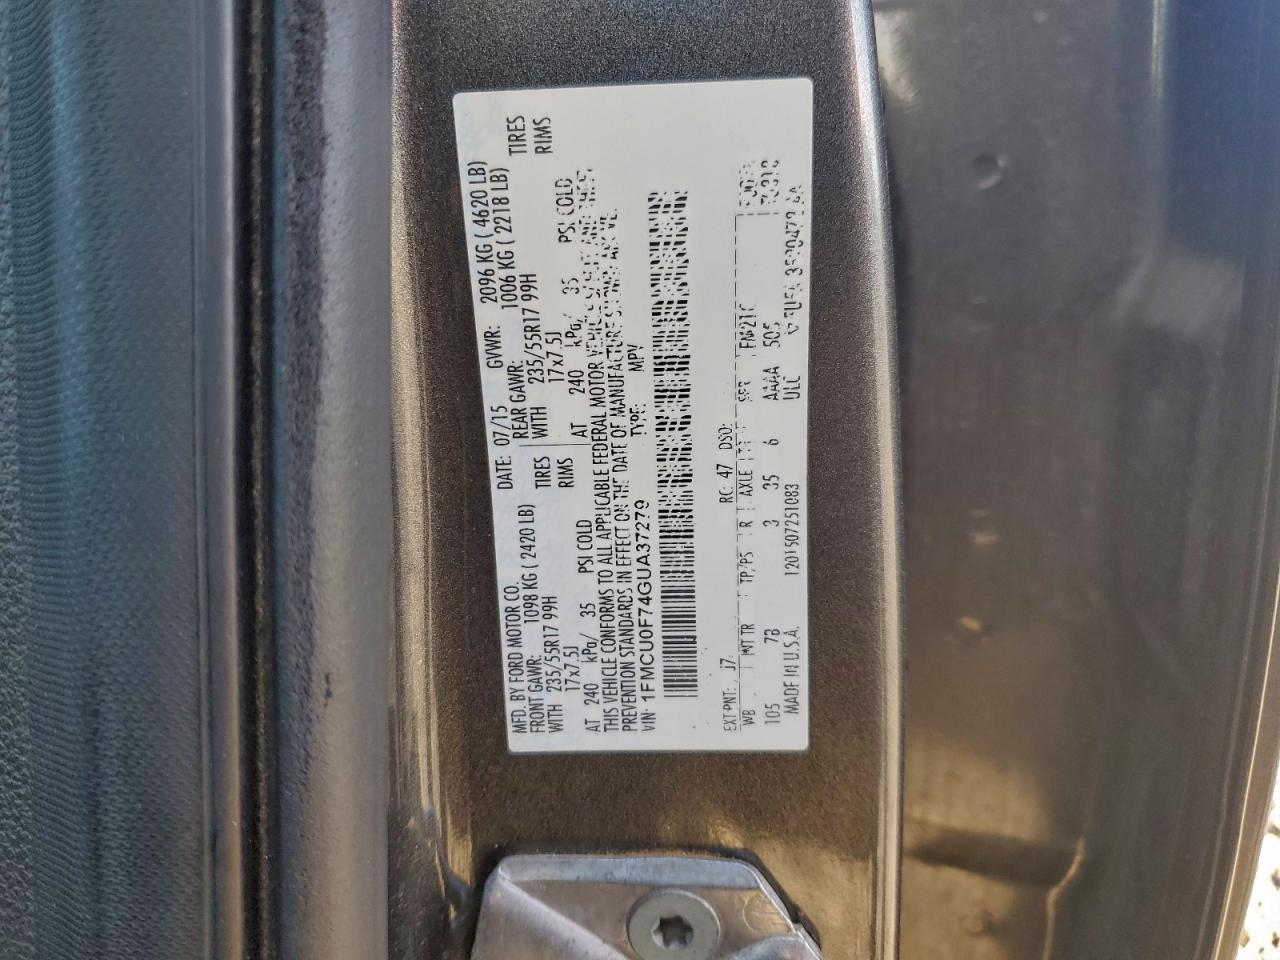 MFD. BY FORD MOTOR CO.
DATE: 07/15 GVWR: 2096 KG ( 4620 LB)
FRONT GAWR: 1098 KG ( 2420 LB) REAR GAWR: 1006 KG ( 2218 LB)
WITH 235/55R17 99H TIRES WITH 235/55R17 99H TIRES
17x7.5J RIMS 17x7.5J RIMS
AT 240 kPa/ 35 PSI COLD AT 240 kPa/ 35 PSI COLD
THIS VEHICLE CONFORMS TO ALL APPLICABLE FEDERAL MOTOR VEHICLE SAFETY AND THEFT
PREVENTION STANDARDS IN EFFECT ON THE DATE OF MANUFACTURE SHOWN ABOVE.
VIN: 1FMCU0F74GUA37279 TYPE: MPV
EXT PNT: J7 RC: 47 DSO:
WB INT TR TP/PS R AXLE TR SPR
105 7B 3 35 6 AAAA 505
MADE IN U.S.A. 1201507251083 ULC